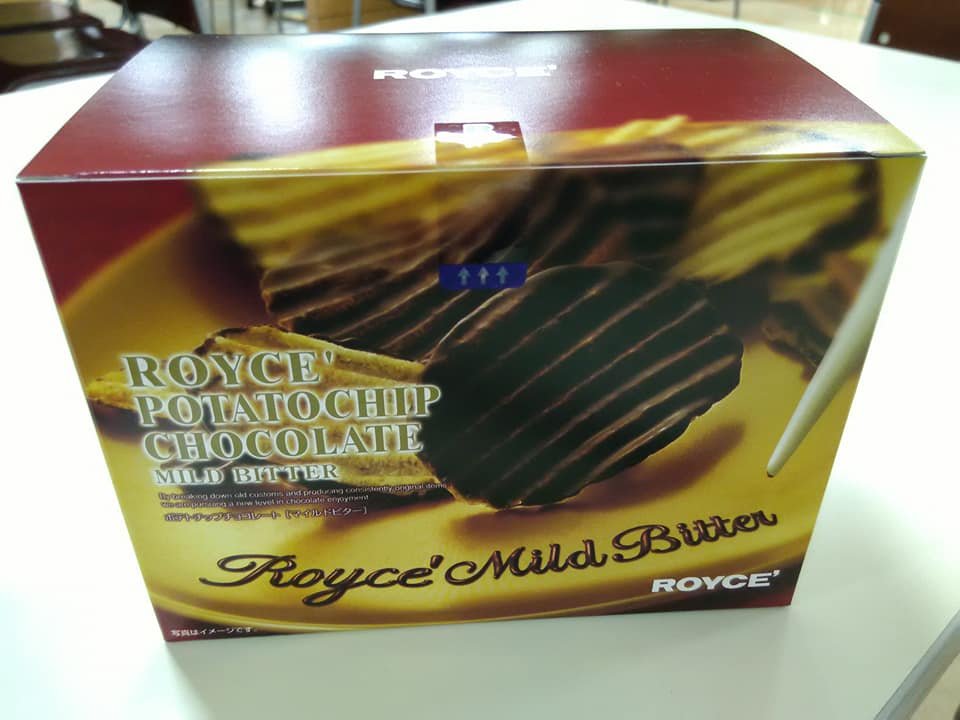 ROYCE'
ROYCE'
POTATOCHIP
CHOCOLATE
MILD BITTER
By breaking down old customs and producing consistently original items
we are pursuing a new level in chocolate enjoyment
ポテトチップチョコレート[マイルドビター]
Royce' Mild Bitter
ROYCE'
写真はイメージです。